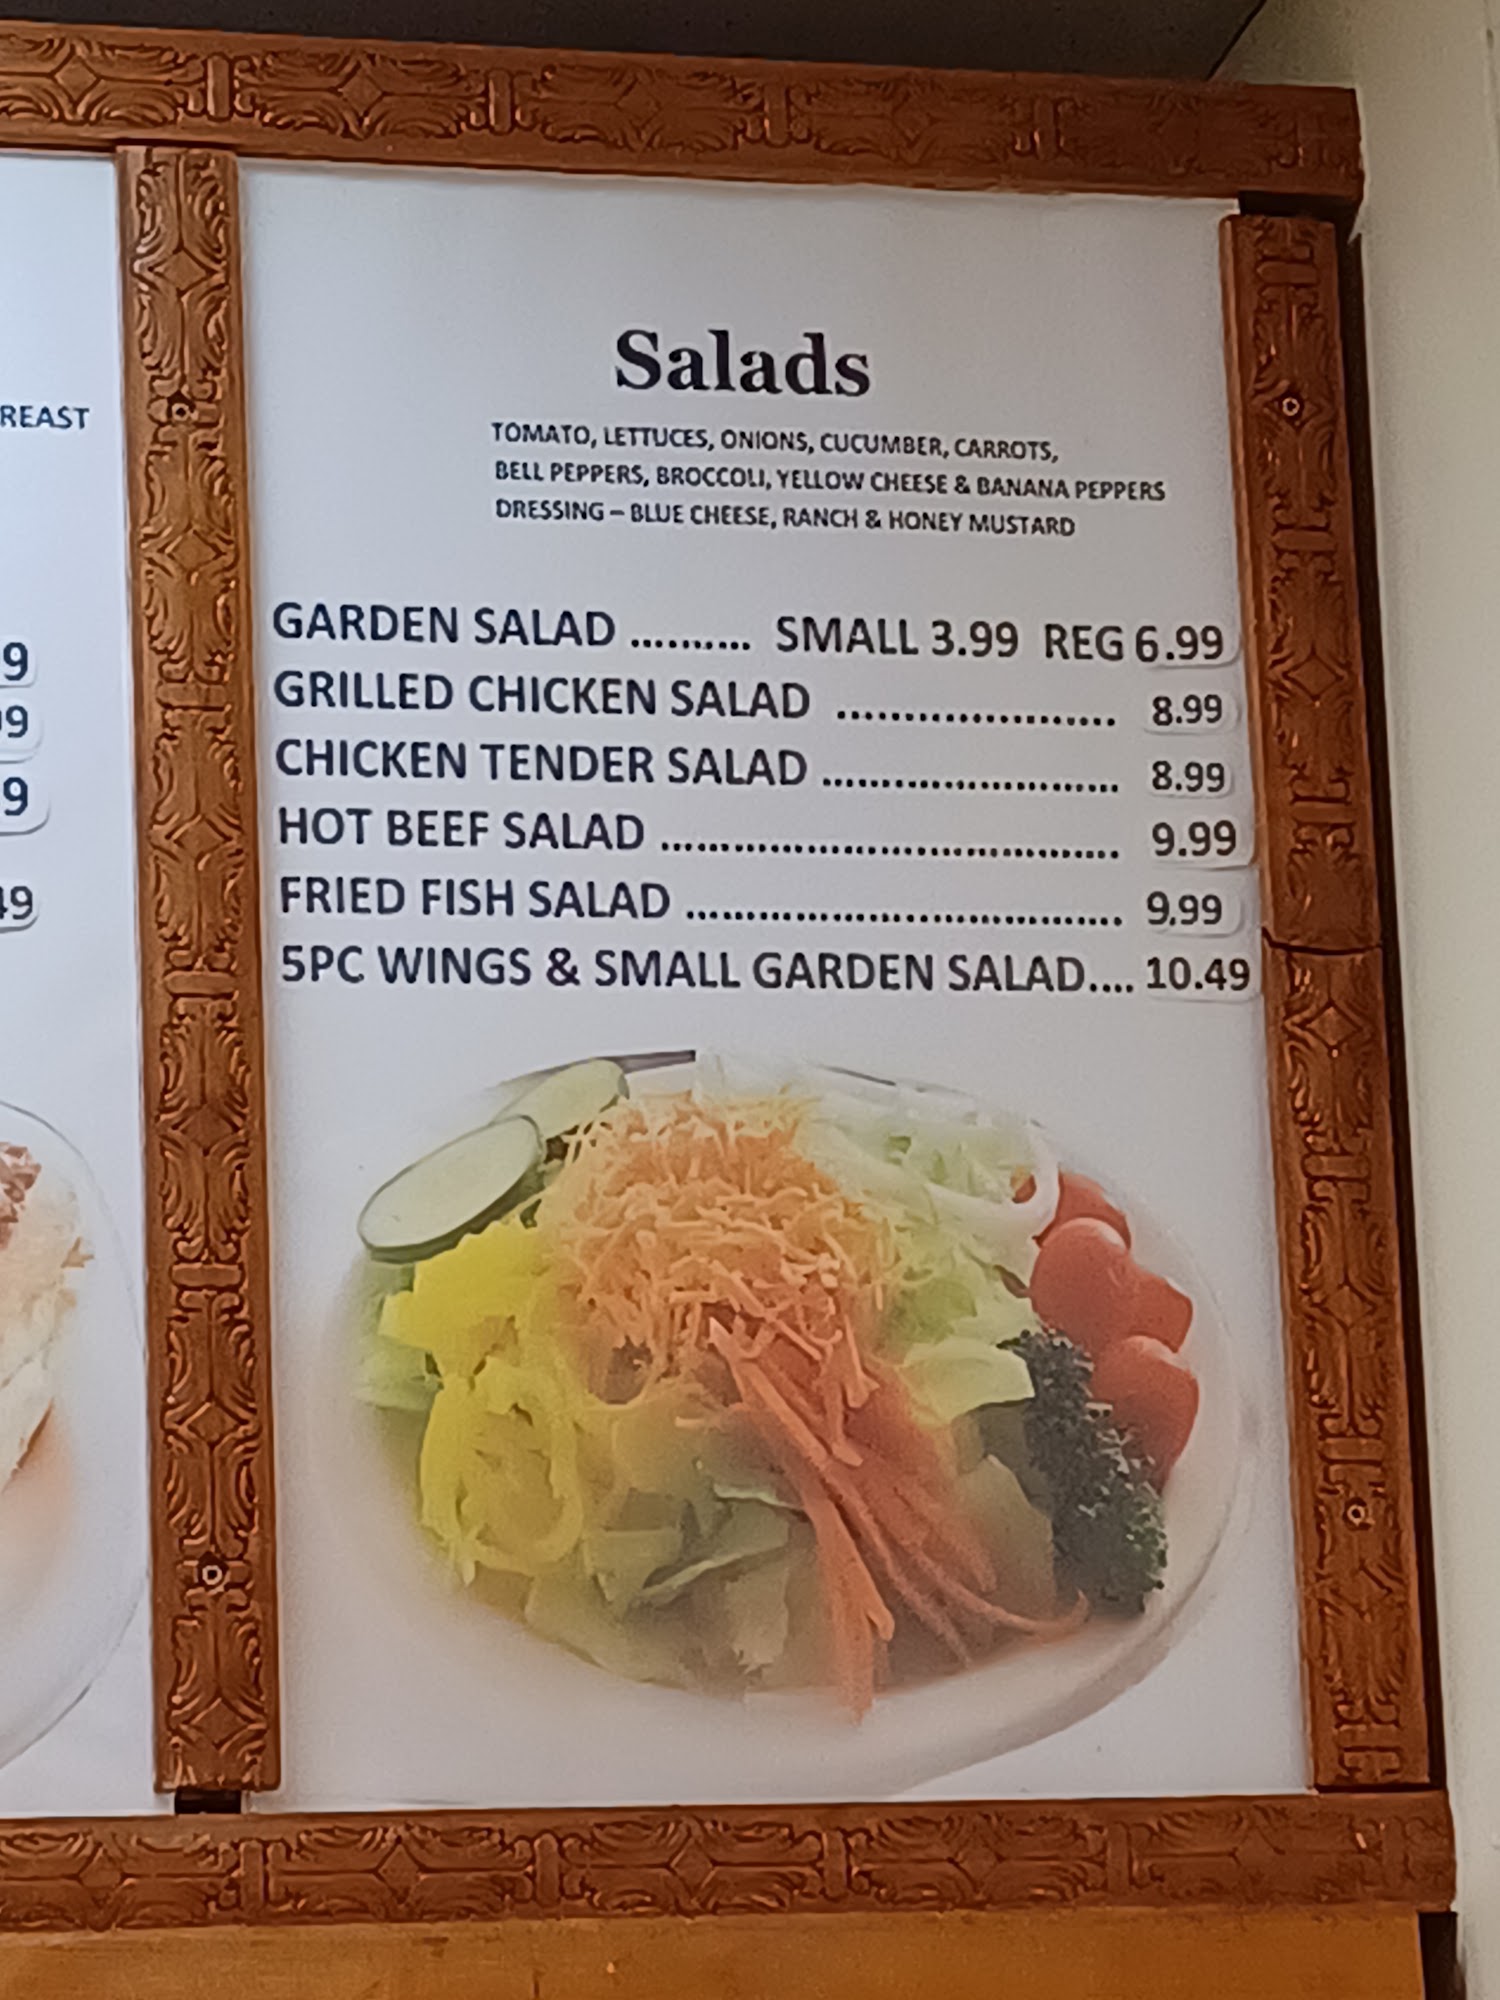 REAST
9
99
9
49
Salads
TOMATO, LETTUCES, ONIONS, CUCUMBER, CARROTS,
BELL PEPPERS, BROCCOLI, YELLOW CHEESE & BANANA PEPPERS
DRESSING – BLUE CHEESE, RANCH & HONEY MUSTARD
GARDEN SALAD .......... SMALL 3.99 REG 6.99
GRILLED CHICKEN SALAD ..................... 8.99
CHICKEN TENDER SALAD ........................ 8.99
HOT BEEF SALAD ..................................... 9.99
FRIED FISH SALAD ................................... 9.99
5PC WINGS & SMALL GARDEN SALAD.... 10.49